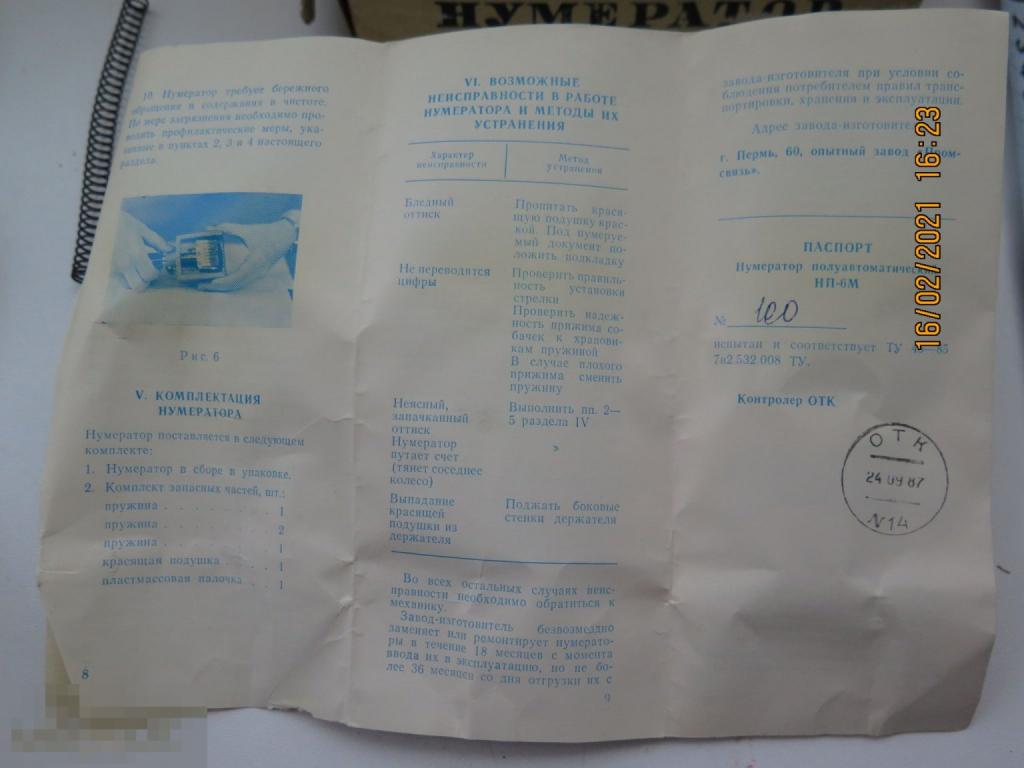 НУМЕРАТОР
10. Нумератор требует бережного
обращения и содержания в чистоте.
По мере загрязнения необходимо про-
водить профилактические меры, ука-
занные в пунктах 2, 3 и 4 настоящего
раздела.
Рис. 6
V. КОМПЛЕКТАЦИЯ
НУМЕРАТОРА
Нумератор поставляется в следующем
комплекте:
1. Нумератор в сборе в упаковке.
2. Комплект запасных частей, шт.:
пружина . . . . . . . . 1
пружина . . . . . . . . 2
пружина . . . . . . . . 1
красящая подушка . . . . 1
пластмассовая палочка . . 1
8
VI. ВОЗМОЖНЫЕ
НЕИСПРАВНОСТИ В РАБОТЕ
НУМЕРАТОРА И МЕТОДЫ ИХ
УСТРАНЕНИЯ
Характер
неисправности
Метод
устранения
Бледный
оттиск
Пропитать крася-
щую подушку крас-
кой. Под нумеруе-
мый документ по-
ложить подкладку
Не переводятся
цифры
Проверить правиль-
ность установки
стрелки
Проверить надеж-
ность прижима со-
бачек к храпови-
кам пружиной
В случае плохого
прижима сменить
пружину
Неясный,
запачканный
оттиск
Выполнить пп. 2—
5 раздела IV
Нумератор
путает счет
(тянет соседнее
колесо)
»
Выпадание
красящей
подушки из
держателя
Поджать боковые
стенки держателя
Во всех остальных случаях неис-
правности необходимо обратиться к
механику.
Завод-изготовитель безвозмездно
заменяет или ремонтирует нумерато-
ры в течение 18 месяцев с момента
ввода их в эксплуатацию, но не бо-
лее 36 месяцев со дня отгрузки их с
9
завода-изготовителя при условии со-
блюдения потребителем правил транс-
портировки, хранения и эксплуатации.
Адрес завода-изготовителя
г. Пермь, 60, опытный завод «Пром-
связь».
ПАСПОРТ
Нумератор полуавтоматический
НП-6М
№ 100
испытан и соответствует ТУ 85
7п2.532.008 ТУ.
Контролер ОТК
ОТК
24 09 87
N14
16/02/2021 16:23